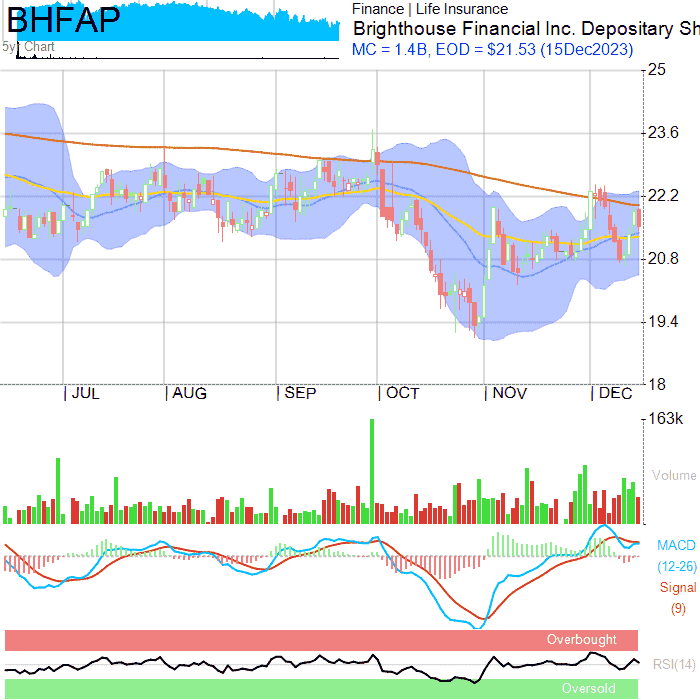 BHFAP
5yr Chart
Finance | Life Insurance
Brighthouse Financial Inc. Depositary Sh
MC = 1.4B, EOD = $21.53 (15Dec2023)
25
23.6
22.2
20.8
19.4
18
| JUL | AUG | SEP | OCT | NOV | DEC
163k
Volume
MACD
(12-26)
Signal
(9)
Overbought
RSI(14)
Oversold